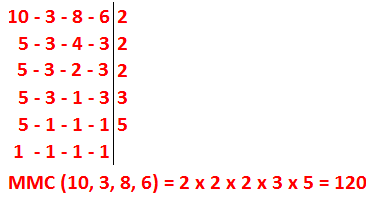 10 - 3 - 8 - 6 2
5 - 3 - 4 - 3 2
5 - 3 - 2 - 3 2
5 - 3 - 1 - 3 3
5 - 1 - 1 - 1 5
1 - 1 - 1 - 1
MMC (10, 3, 8, 6) = 2 x 2 x 2 x 3 x 5 = 120